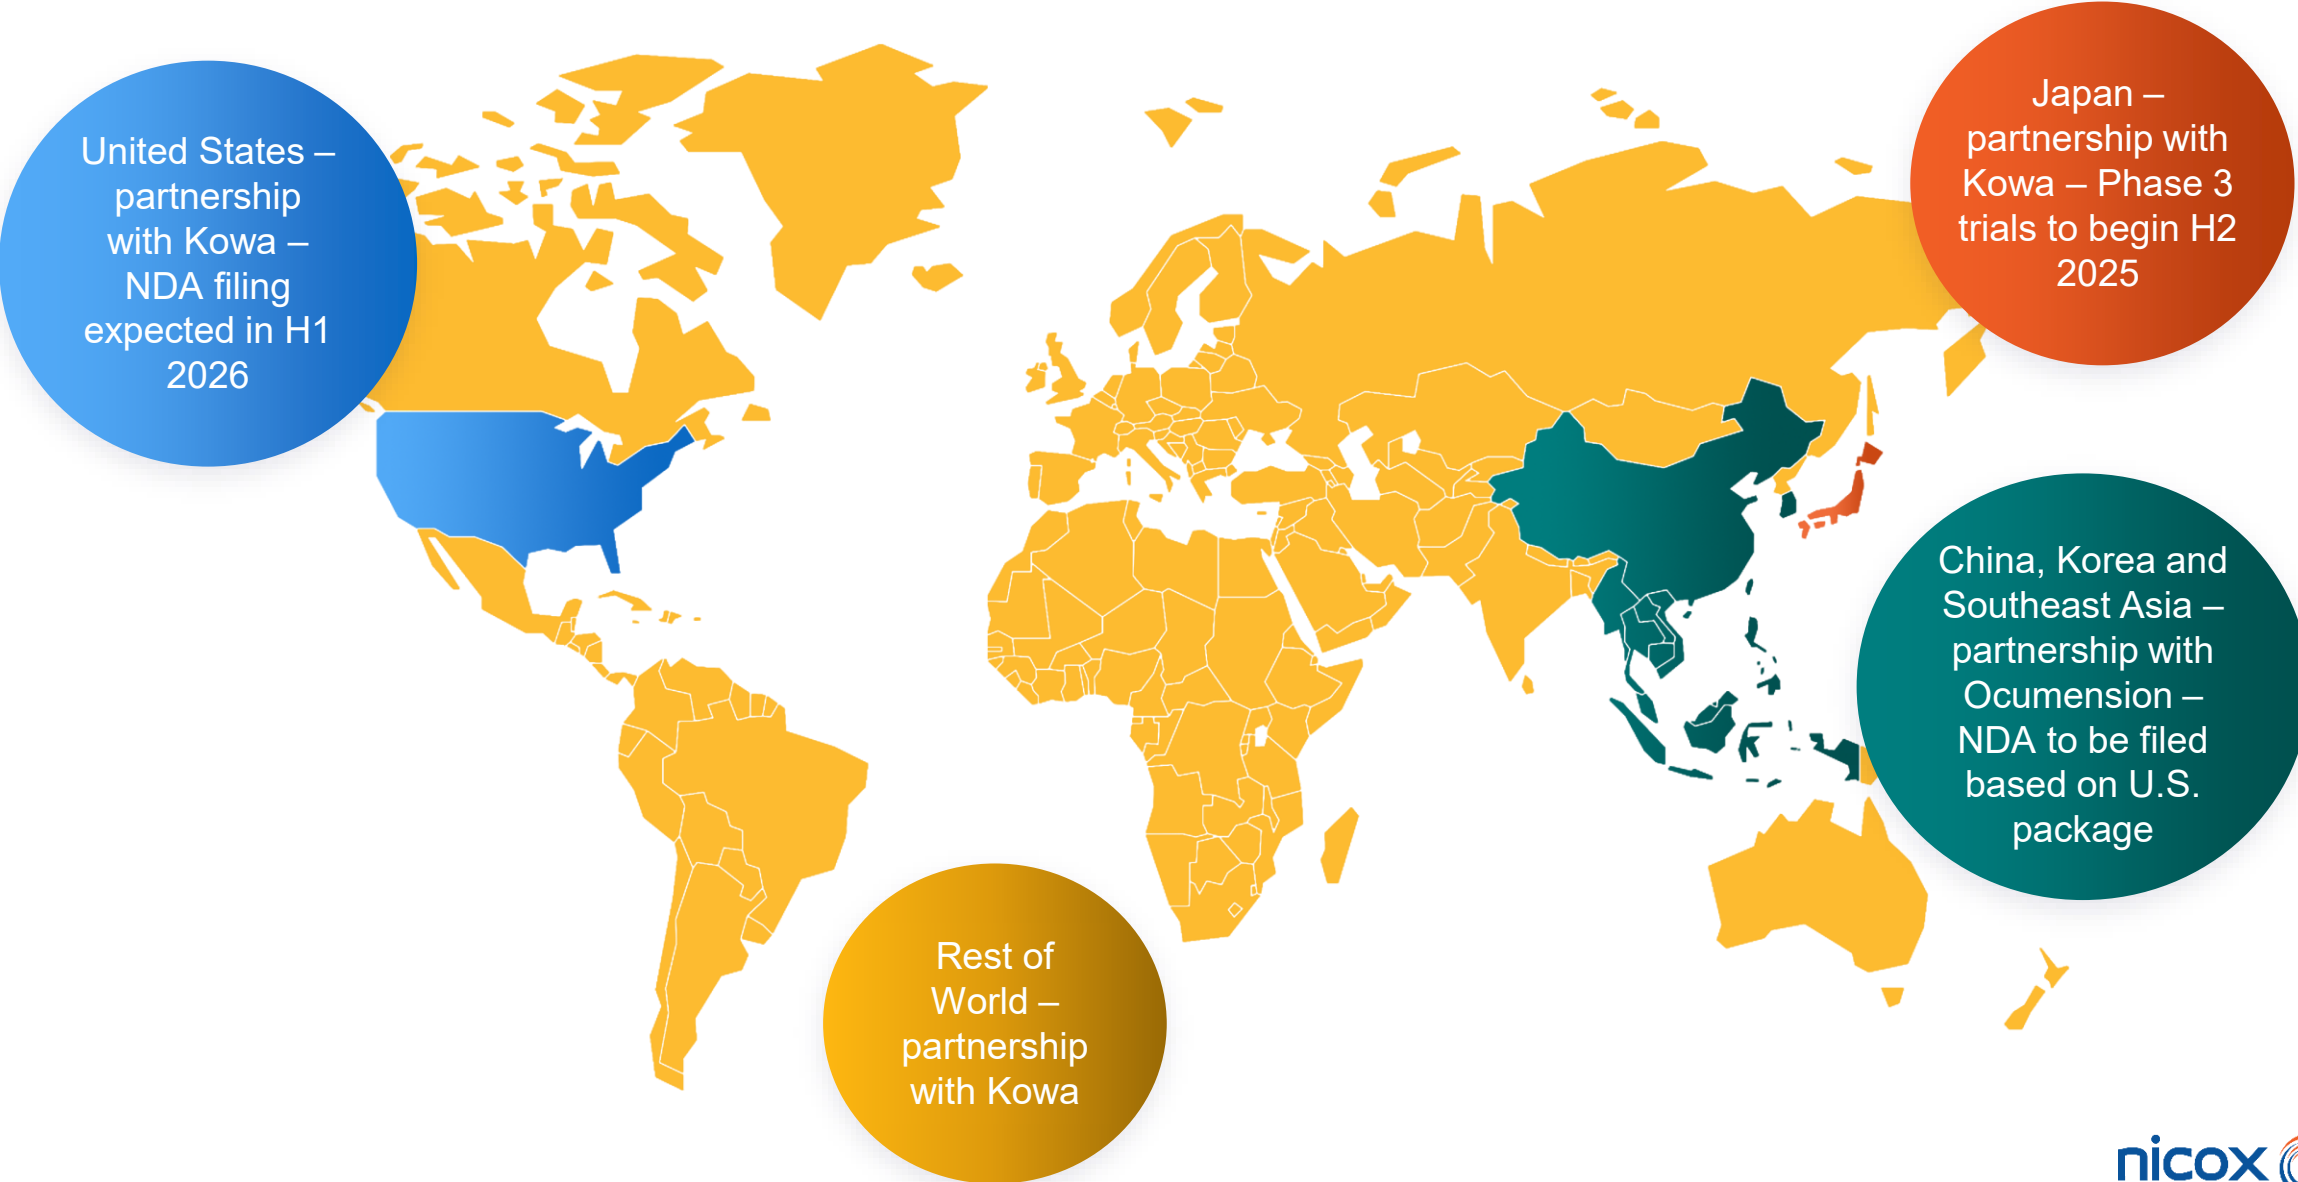 United States –
partnership
with Kowa –
NDA filing
expected in H1
2026
Japan –
partnership with
Kowa – Phase 3
trials to begin H2
2025
China, Korea and
Southeast Asia –
partnership with
Ocumension –
NDA to be filed
based on U.S.
package
Rest of
World –
partnership
with Kowa
nicox